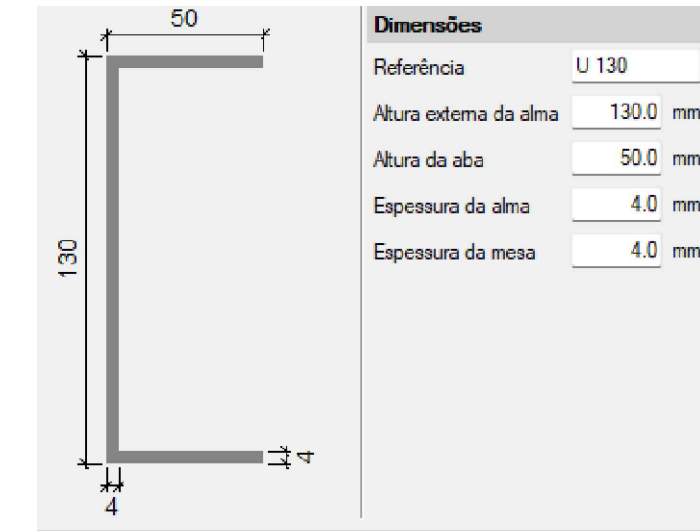 50
130
4
4
Dimensões
Referência U 130
Altura externa da alma 130.0 mm
Altura da aba 50.0 mm
Espessura da alma 4.0 mm
Espessura da mesa 4.0 mm